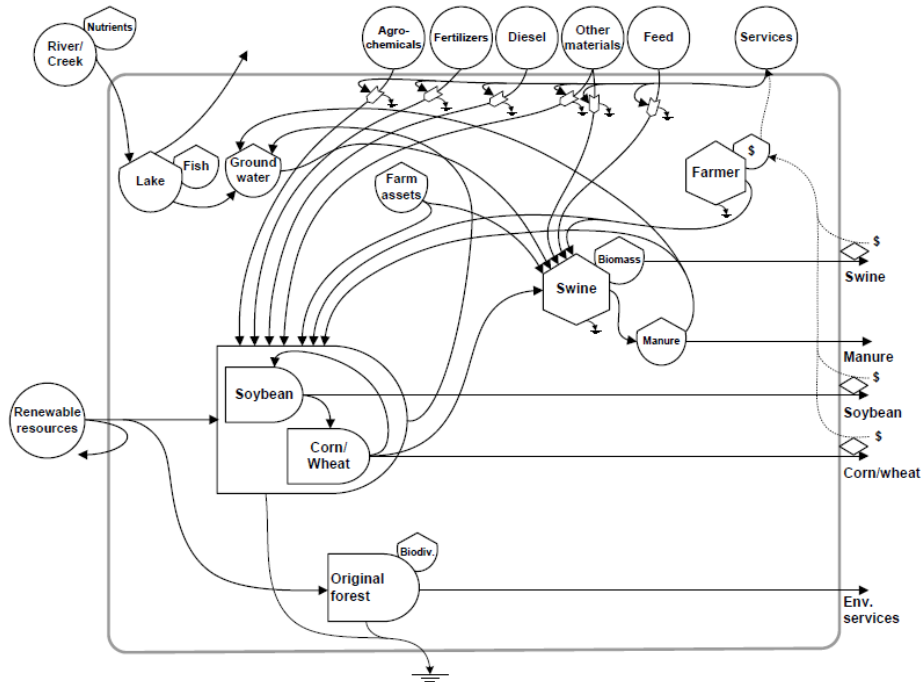 Nutrients
River/
Creek
Agro-
chemicals
Fertilizers
Diesel
Other
materials
Feed
Services
Lake
Fish
Ground
water
Farm
assets
Farmer
$
$
Swine
Biomass
Swine
Manure
Manure
$
Soybean
Soybean
$
Corn/
Wheat
Corn/wheat
Renewable
resources
Biodiv.
Original
forest
Env.
services